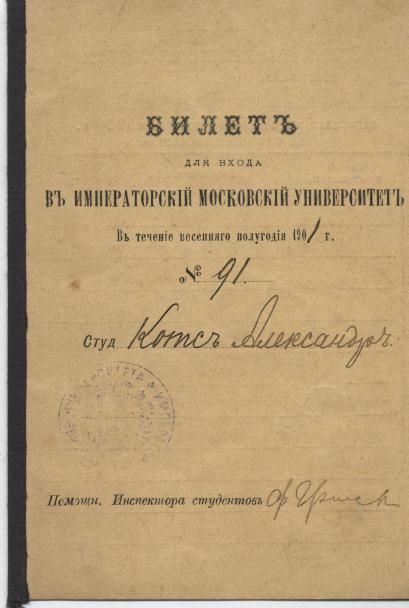 БИЛЕТЪ
ДЛЯ ВХОДА
ВЪ ИМПЕРАТОРСКІЙ МОСКОВСКІЙ УНИВЕРСИТЕТЪ
Въ теченіе весенняго полугодія 1901 г.
№ 91.
Студ Котсъ Александръ.
Помощн. Инспектора студентовъ